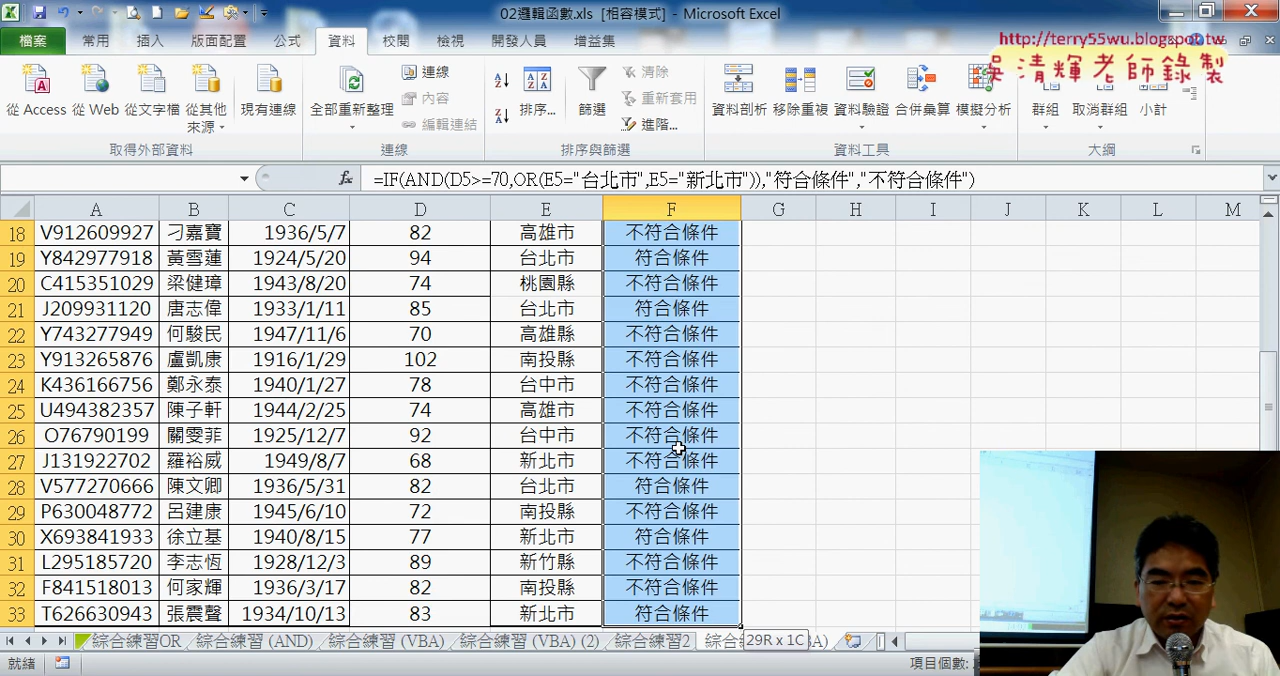 02邏輯函數.xls [相容模式] - Microsoft Excel
http://terry55wu.blogspot.tw
吳清輝老師錄製
檔案 常用 插入 版面配置 公式 資料 校閱 檢視 開發人員 增益集
從 Access 從 Web 從文字檔 從其他來源 現有連線 全部重新整理 連線 內容 編輯連結 排序... 篩選 清除 重新套用 進階... 資料剖析 移除重複 資料驗證 合併彙算 模擬分析 群組 取消群組 小計
取得外部資料 連線 排序與篩選 資料工具 大綱
fx =IF(AND(D5>=70,OR(E5="台北市",E5="新北市")),"符合條件","不符合條件")
A B C D E F G H I J K L M
18 V912609927 刁嘉寶 1936/5/7 82 高雄市 不符合條件
19 Y842977918 黃雪蓮 1924/5/20 94 台北市 符合條件
20 C415351029 梁健璋 1943/8/20 74 桃園縣 不符合條件
21 J209931120 唐志偉 1933/1/11 85 台北市 符合條件
22 Y743277949 何駿民 1947/11/6 70 高雄縣 不符合條件
23 Y913265876 盧凱康 1916/1/29 102 南投縣 不符合條件
24 K436166756 鄭永泰 1940/1/27 78 台中市 不符合條件
25 U494382357 陳子軒 1944/2/25 74 高雄市 不符合條件
26 O76790199 關雯菲 1925/12/7 92 台中市 不符合條件
27 J131922702 羅裕威 1949/8/7 68 新北市 不符合條件
28 V577270666 陳文卿 1936/5/31 82 台北市 符合條件
29 P630048772 呂建康 1945/6/10 72 南投縣 不符合條件
30 X693841933 徐立基 1940/8/15 77 新北市 符合條件
31 L295185720 李志恆 1928/12/3 89 新竹縣 不符合條件
32 F841518013 何家輝 1936/3/17 82 南投縣 不符合條件
33 T626630943 張震聲 1934/10/13 83 新北市 符合條件
綜合練習OR 綜合練習 (AND) 綜合練習 (VBA) 綜合練習 (VBA) (2) 綜合練習2 綜 29R x 1C A)
就緒 項目個數: